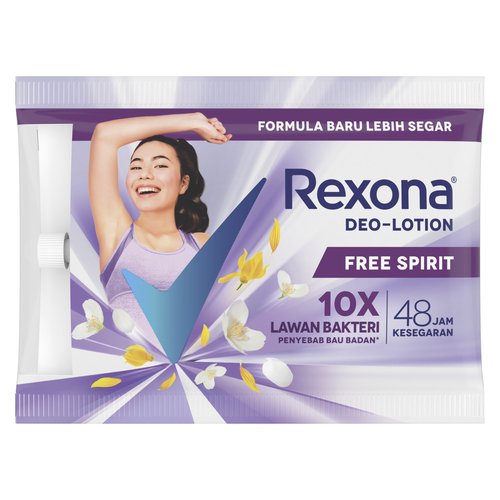 FORMULA BARU LEBIH SEGAR
Rexona®
DEO-LOTION
FREE SPIRIT
10X
LAWAN BAKTERI
PENYEBAB BAU BADAN*
48 JAM
KESEGARAN